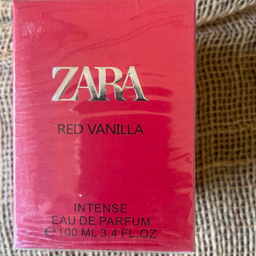 ZARA
RED VANILLA
INTENSE
EAU DE PARFUM
℮ 100 ML 3.4 FL.OZ